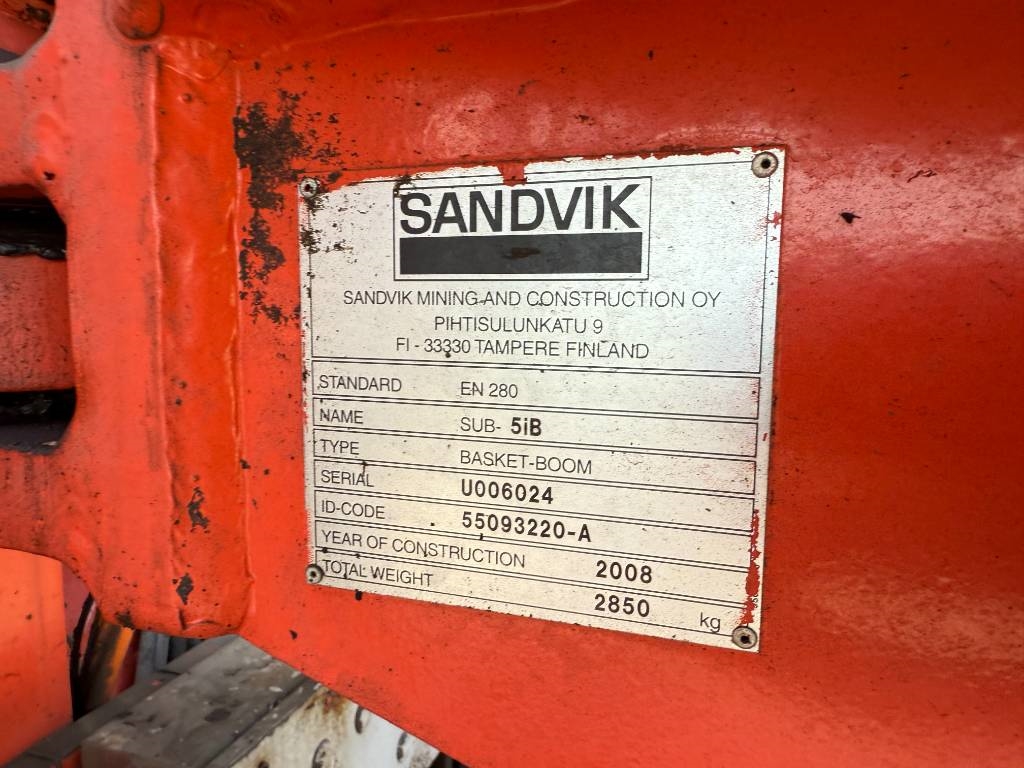 SANDVIK
SANDVIK MINING AND CONSTRUCTION OY
PIHTISULUNKATU 9
FI - 33330 TAMPERE FINLAND
STANDARD EN 280
NAME SUB- 5iB
TYPE BASKET-BOOM
SERIAL U006024
ID-CODE 55093220-A
YEAR OF CONSTRUCTION 2008
TOTAL WEIGHT 2850 kg